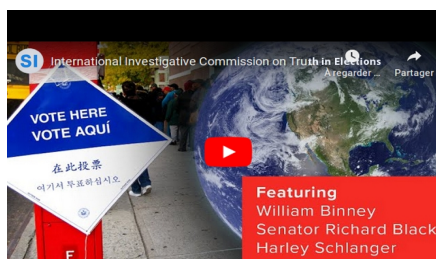 SI International Investigative Commission on Truth in Elections
À regarder ...
Partager
VOTE HERE
VOTE AQUÍ
在此投票
여기서 투표하십시오
F
Featuring
William Binney
Senator Richard Black
Harley Schlanger